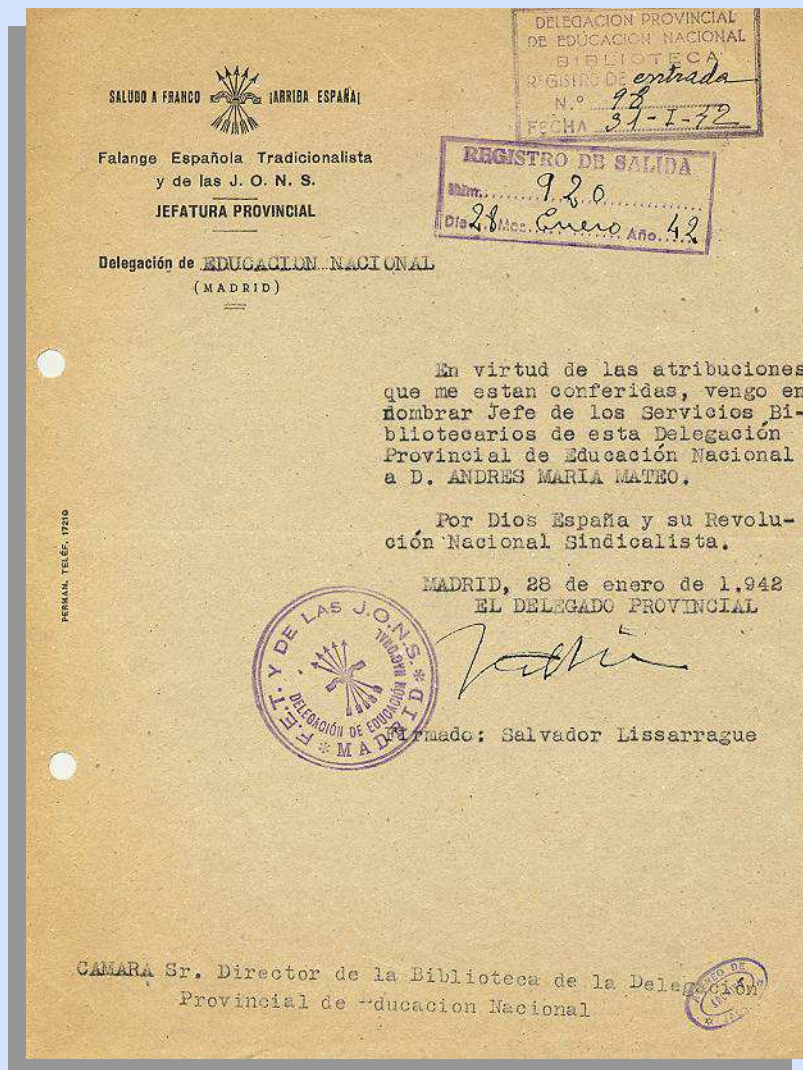 DELEGACION PROVINCIAL
DE EDUCACION NACIONAL
BIBLIOTECA
REGISTRO DE entrada
N.º 98
FECHA 31-I-42
SALUDO A FRANCO ¡ARRIBA ESPAÑA¡
REGISTRO DE SALIDA
Núm. 920
Día 28 Mes Enero Año 42
Falange Española Tradicionalista
y de las J. O. N. S.
JEFATURA PROVINCIAL
Delegación de EDUCACION NACIONAL
(MADRID)
En virtud de las atribuciones
que me estan conferidas, vengo en
nombrar Jefe de los Servicios Bi-
bliotecarios de esta Delegación
Provincial de Educación Nacional
a D. ANDRES MARIA MATEO.
Por Dios España y su Revolu-
ción Nacional Sindicalista.
MADRID, 28 de enero de 1.942
EL DELEGADO PROVINCIAL
PERMAN. TELÉF. 17210
F.E.T. Y DE LAS J.O.N.S.
DELEGACIÓN DE EDUCACIÓN NACIONAL
* MADRID *
Firmado: Salvador Lissarrague
CAMARA Sr. Director de la Biblioteca de la Delegación
Provincial de Educacion Nacional
DE